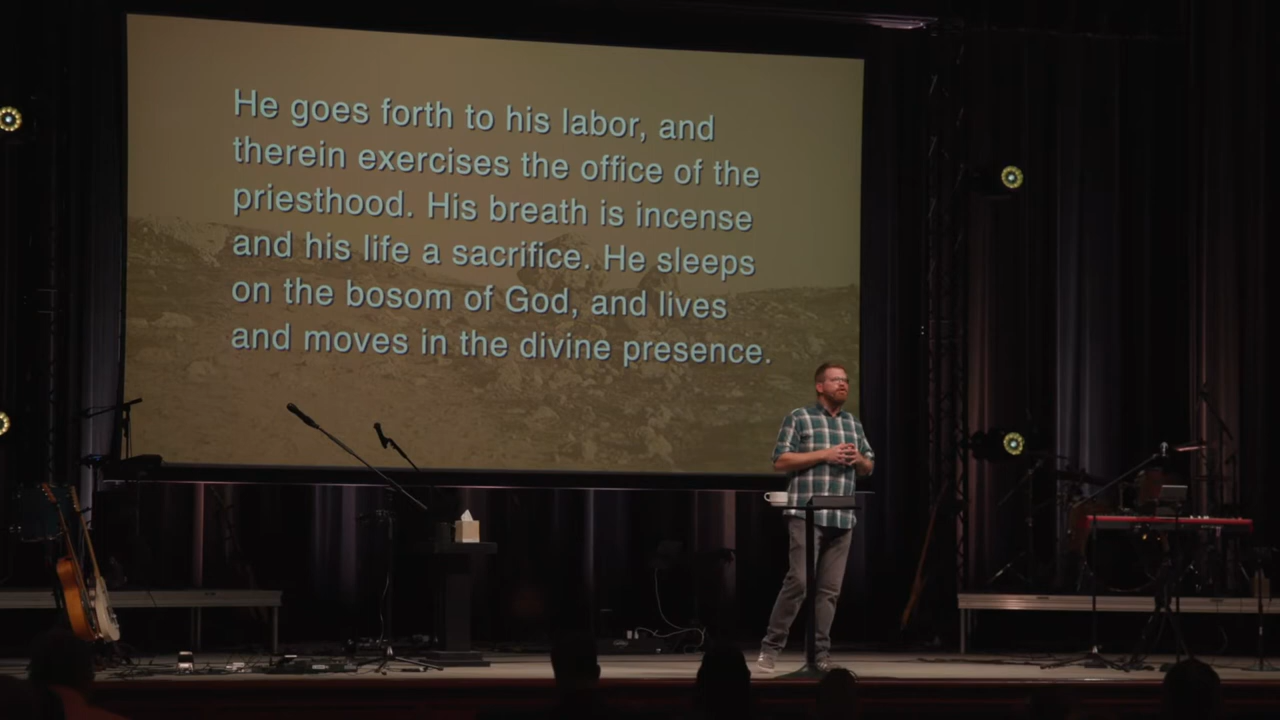 He goes forth to his labor, and
therein exercises the office of the
priesthood. His breath is incense
and his life a sacrifice. He sleeps
on the bosom of God, and lives
and moves in the divine presence.